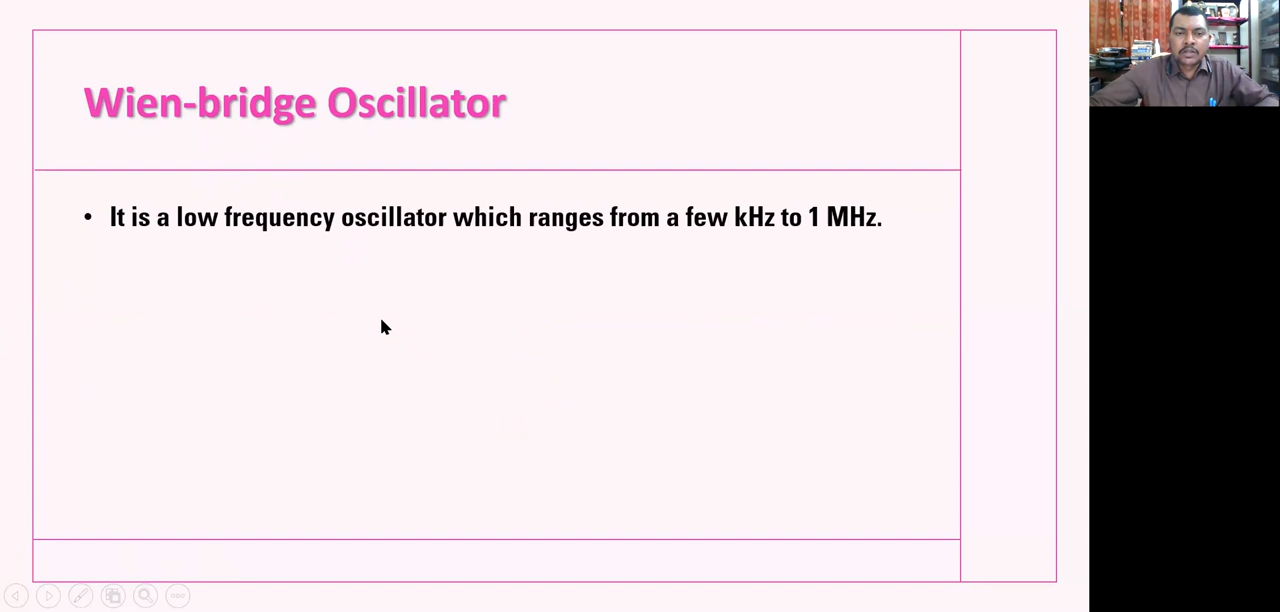 Wien-bridge Oscillator
• It is a low frequency oscillator which ranges from a few kHz to 1 MHz.